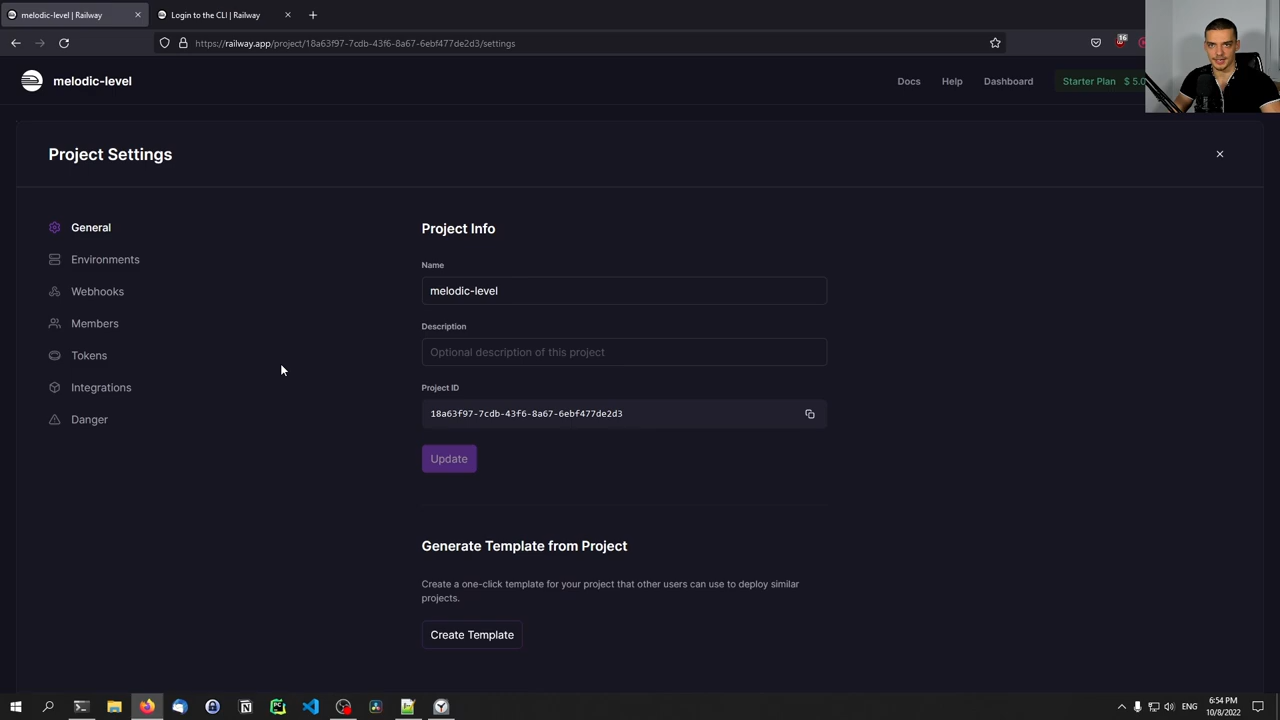 melodic-level | Railway
Login to the CLI | Railway
https://railway.app/project/18a63f97-7cdb-43f6-8a67-6ebf477de2d3/settings
16
melodic-level
Docs
Help
Dashboard
Starter Plan $ 5.0
Project Settings
General
Environments
Webhooks
Members
Tokens
Integrations
Danger
Project Info
Name
melodic-level
Description
Optional description of this project
Project ID
18a63f97-7cdb-43f6-8a67-6ebf477de2d3
Update
Generate Template from Project
Create a one-click template for your project that other users can use to deploy similar
projects.
Create Template
ENG
6:54 PM
10/8/2022